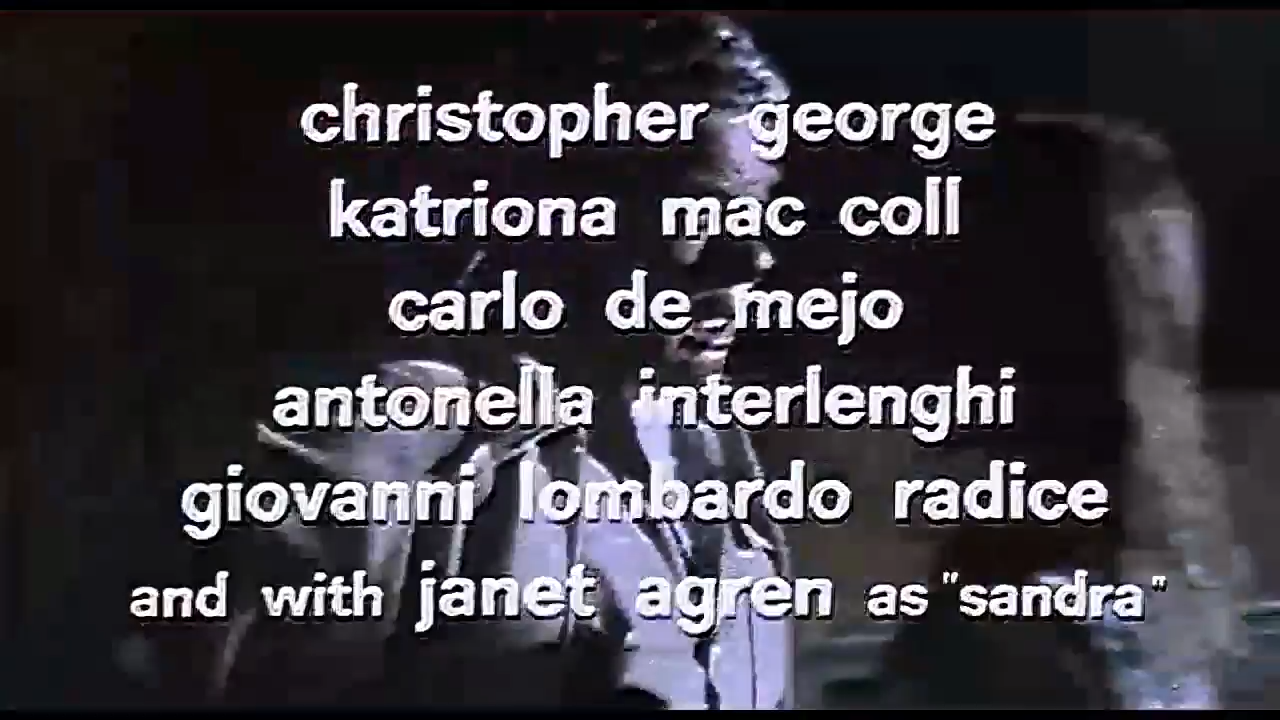 christopher george
katriona mac coll
carlo de mejo
antonella interlenghi
giovanni lombardo radice
and with janet agren as "sandra"